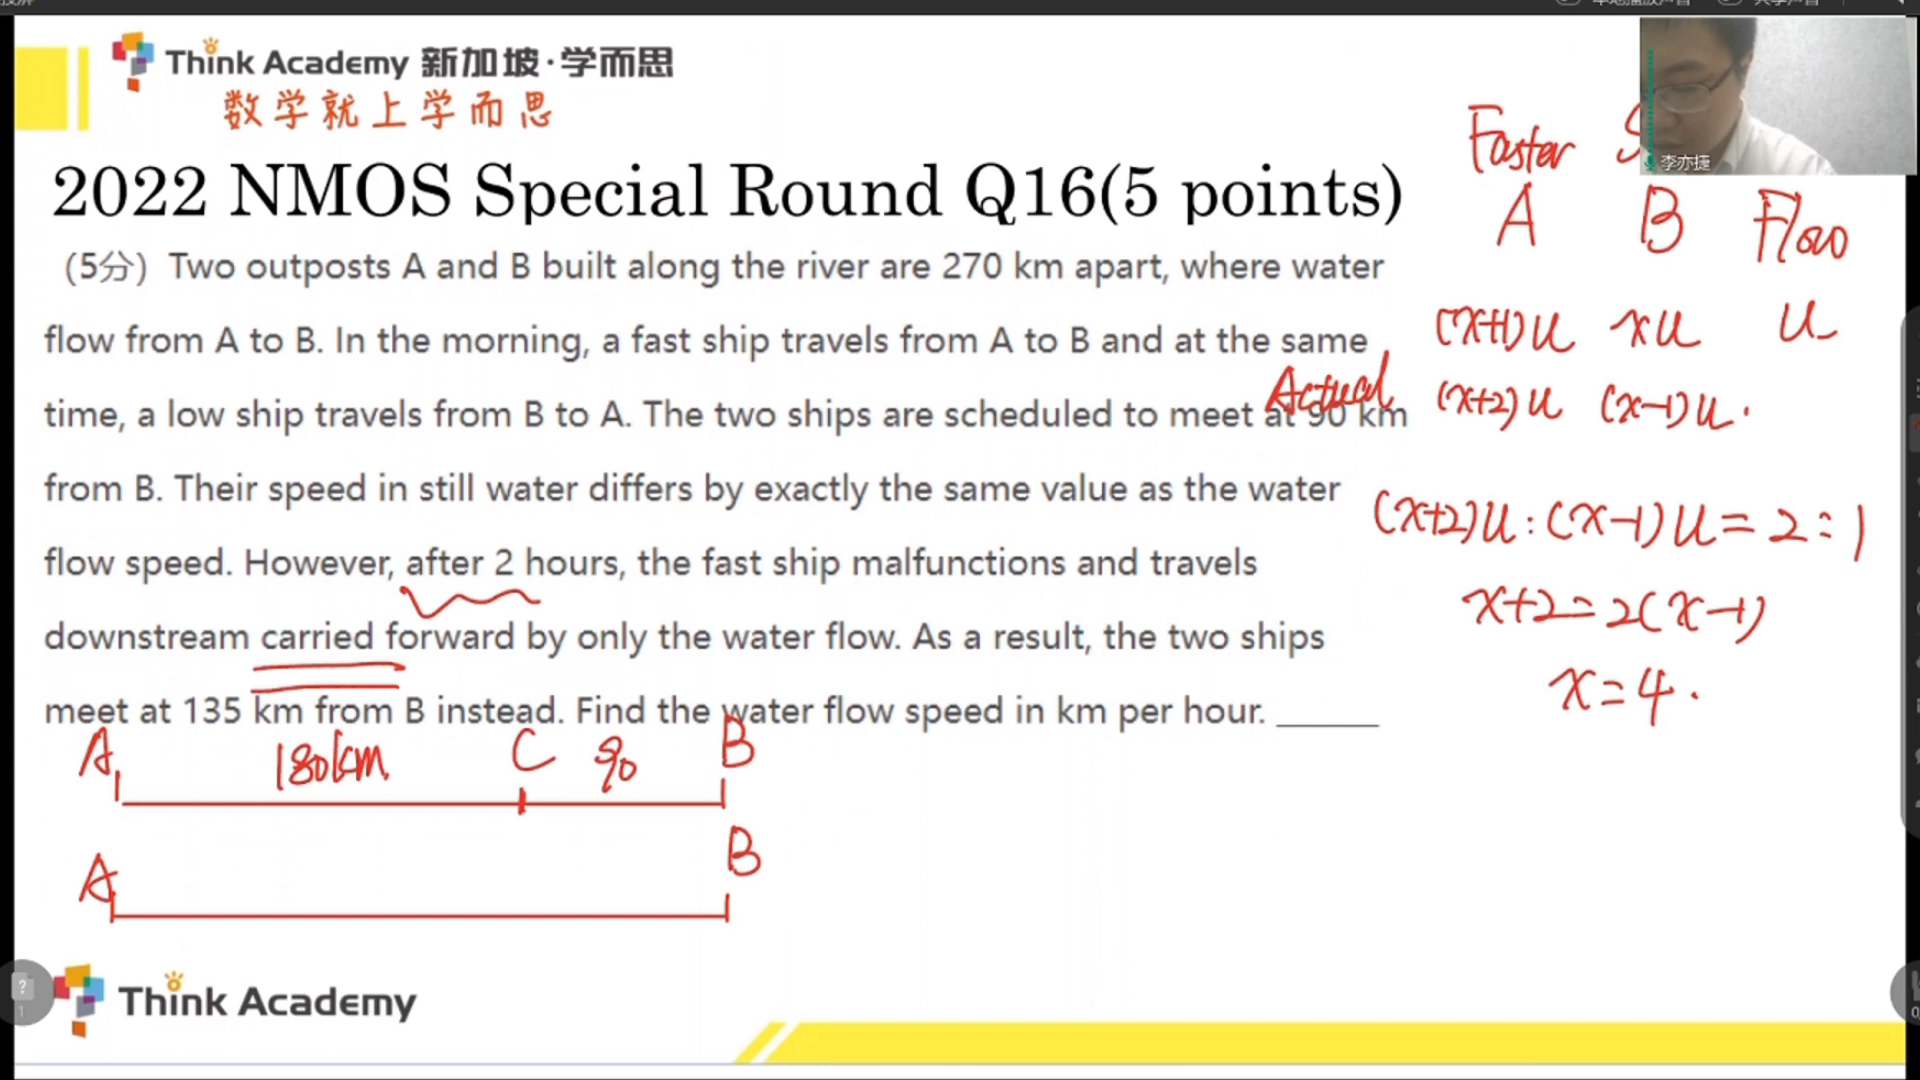 Think Academy 新加坡·学而思
数学就上学而思
2022 NMOS Special Round Q16(5 points)
(5分) Two outposts A and B built along the river are 270 km apart, where water
flow from A to B. In the morning, a fast ship travels from A to B and at the same
time, a low ship travels from B to A. The two ships are scheduled to meet at 90 km
from B. Their speed in still water differs by exactly the same value as the water
flow speed. However, after 2 hours, the fast ship malfunctions and travels
downstream carried forward by only the water flow. As a result, the two ships
meet at 135 km from B instead. Find the water flow speed in km per hour. ______
李亦捷
Faster S
A B Flow
(x+1)u xu u
Actual (x+2)u (x-1)u.
(x+2)u:(x-1)u=2:1
x+2=2(x-1)
x=4.
A 180km C 90 B
A B
Think Academy